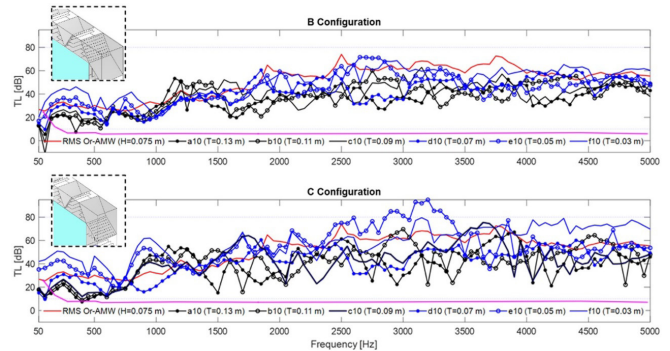 B Configuration
TL [dB]
80
60
40
20
0
RMS Or-AMW (H=0.075 m) a10 (T=0.13 m) b10 (T=0.11 m) c10 (T=0.09 m) d10 (T=0.07 m) e10 (T=0.05 m) f10 (T=0.03 m)
50 500 1000 1500 2000 2500 3000 3500 4000 4500 5000
C Configuration
TL [dB]
80
60
40
20
0
RMS Or-AMW (H=0.075 m) a10 (T=0.13 m) b10 (T=0.11 m) c10 (T=0.09 m) d10 (T=0.07 m) e10 (T=0.05 m) f10 (T=0.03 m)
50 500 1000 1500 2000 2500 3000 3500 4000 4500 5000
Frequency [Hz]